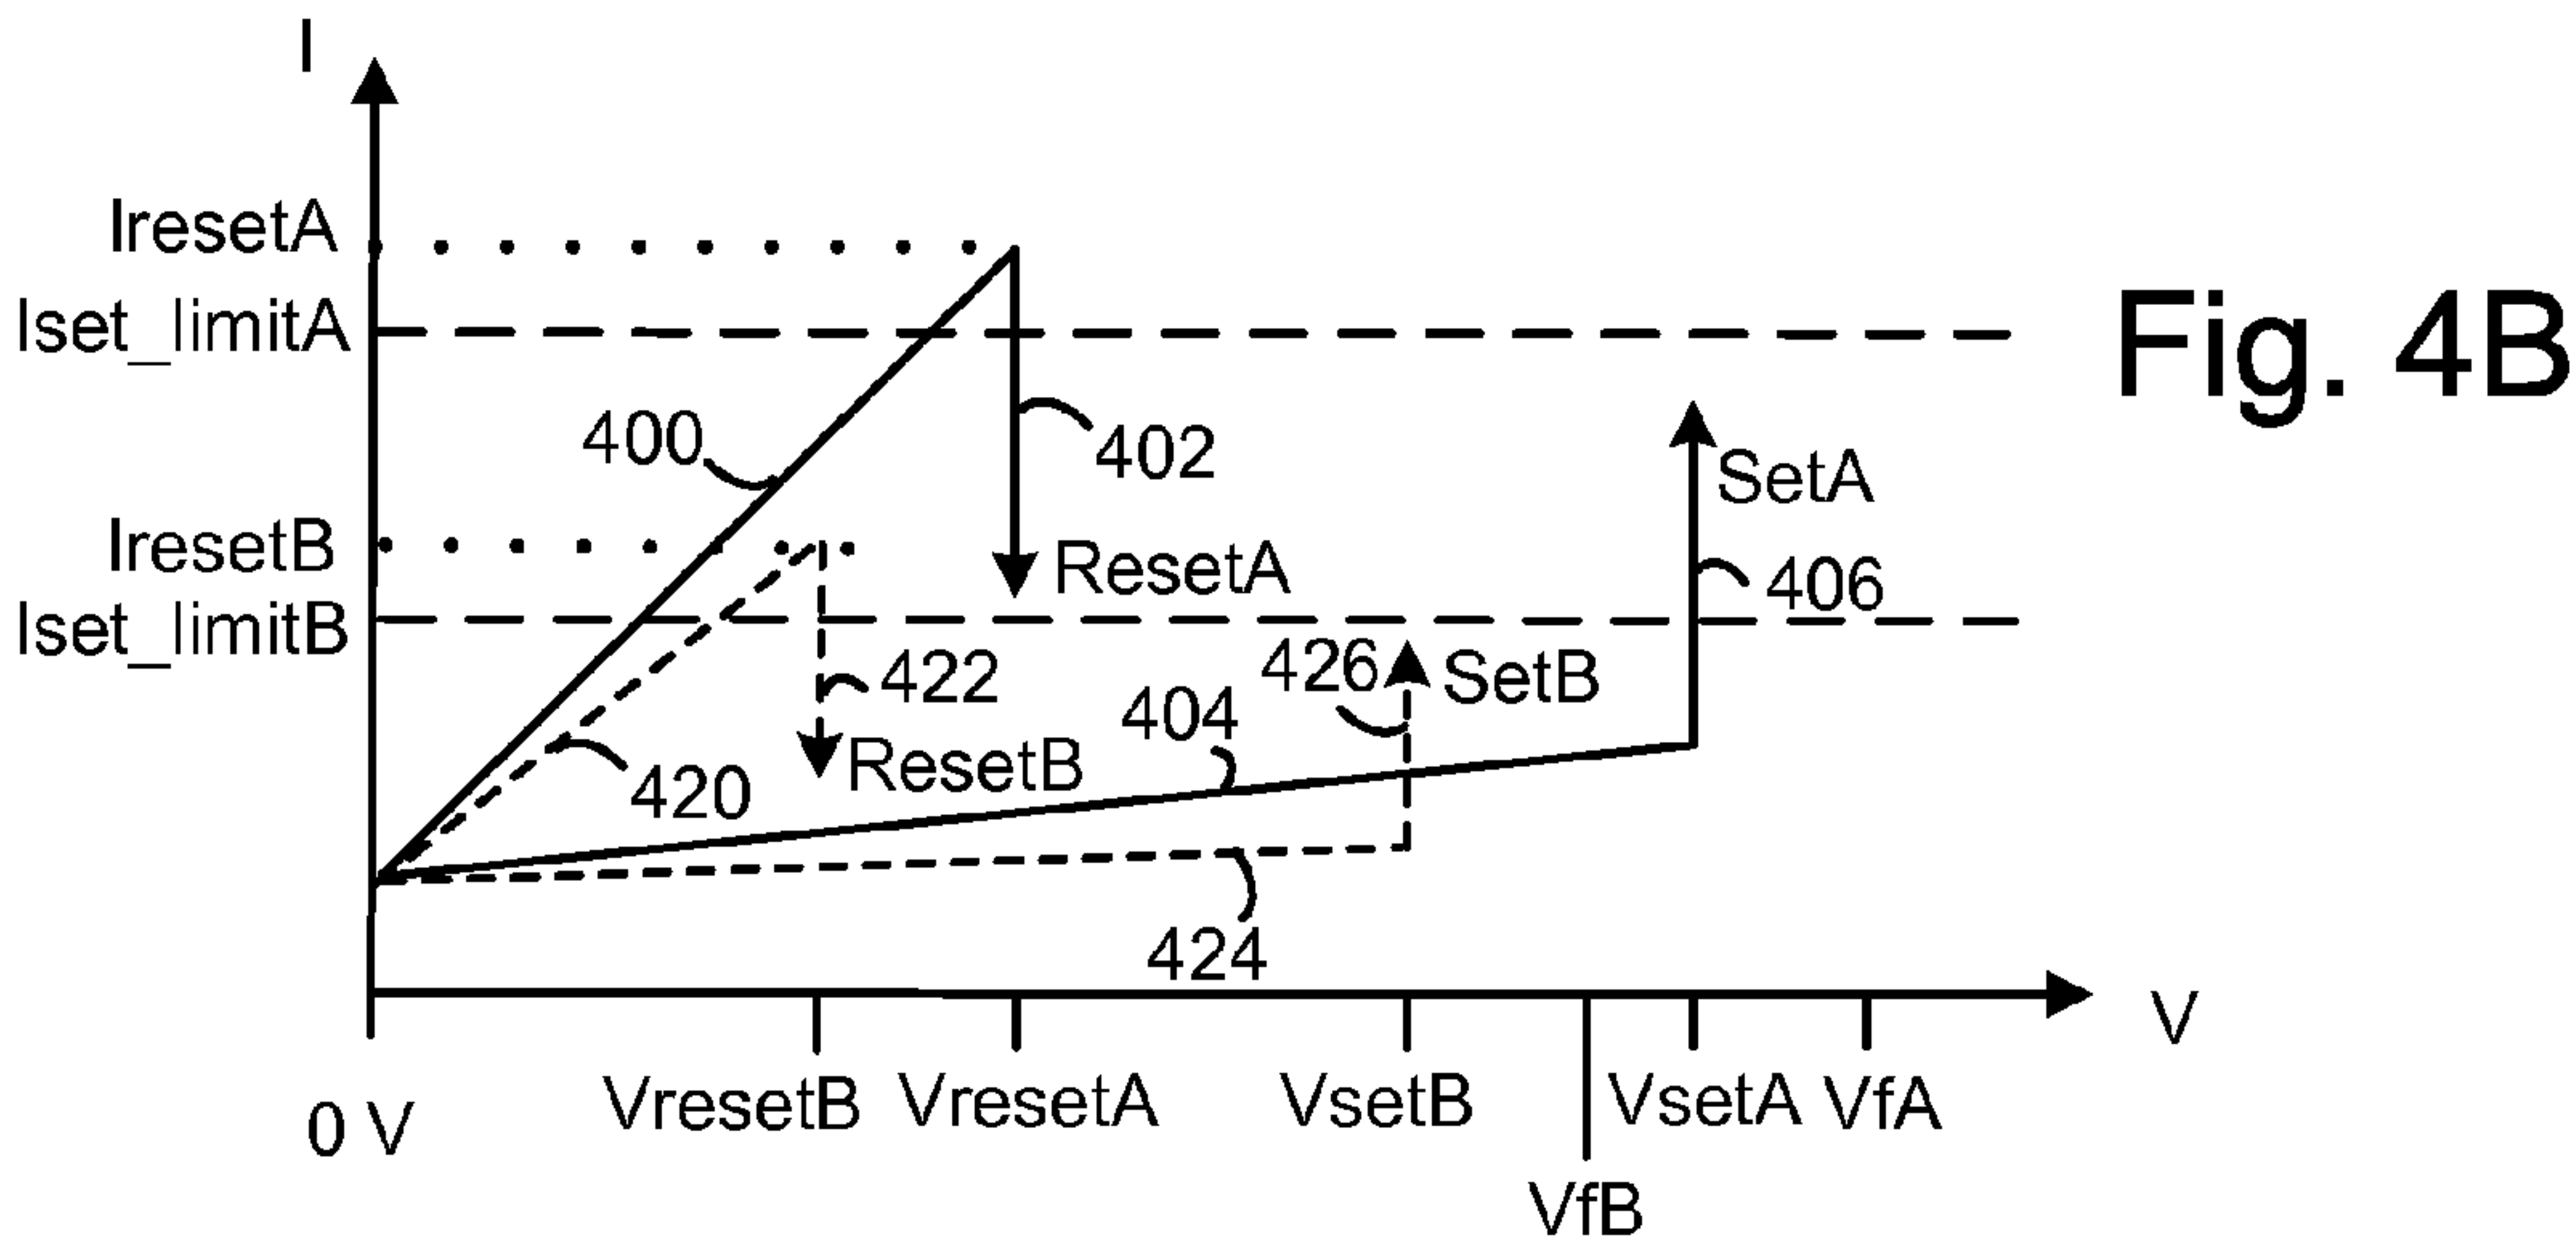 I
IresetA
Iset_limitA
Fig. 4B
400
402
SetA
IresetB
ResetA
406
Iset_limitB
426
SetB
422
404
ResetB
420
424
V
0 V
VresetB
VresetA
VsetB
VsetA
VfA
VfB